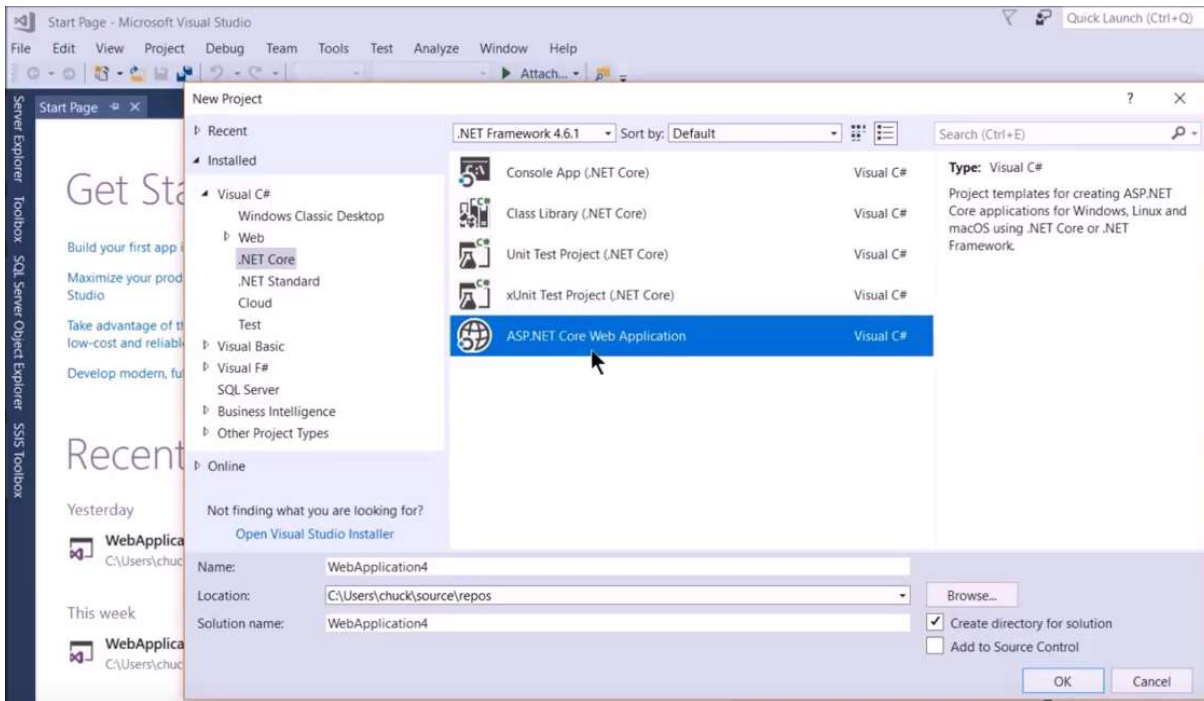 Start Page - Microsoft Visual Studio
Quick Launch (Ctrl+Q)
File Edit View Project Debug Team Tools Test Analyze Window Help
Attach...
Server Explorer
Toolbox
SQL Server Object Explorer
SSIS Toolbox
Start Page
Get Sta
Build your first app i
Maximize your prod
Studio
Take advantage of th
low-cost and reliabl
Develop modern, fu
Recent
Yesterday
WebApplica
C:\Users\chuc
This week
WebApplica
C:\Users\chuc
New Project
?
Recent
Installed
Visual C#
Windows Classic Desktop
Web
.NET Core
.NET Standard
Cloud
Test
Visual Basic
Visual F#
SQL Server
Business Intelligence
Other Project Types
Online
Not finding what you are looking for?
Open Visual Studio Installer
.NET Framework 4.6.1 Sort by: Default
Search (Ctrl+E)
Console App (.NET Core) Visual C#
Class Library (.NET Core) Visual C#
Unit Test Project (.NET Core) Visual C#
xUnit Test Project (.NET Core) Visual C#
ASP.NET Core Web Application Visual C#
Type: Visual C#
Project templates for creating ASP.NET
Core applications for Windows, Linux and
macOS using .NET Core or .NET
Framework.
Name: WebApplication4
Location: C:\Users\chuck\source\repos
Browse...
Solution name: WebApplication4
Create directory for solution
Add to Source Control
OK Cancel